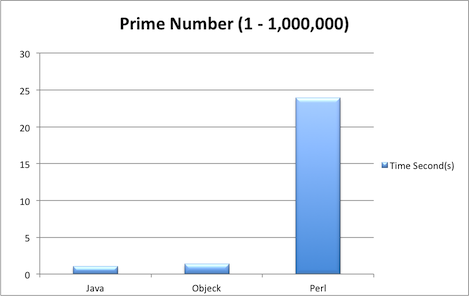 Prime Number (1 - 1,000,000)
30
25
20
15
10
5
0
Java Objeck Perl
Time Second(s)